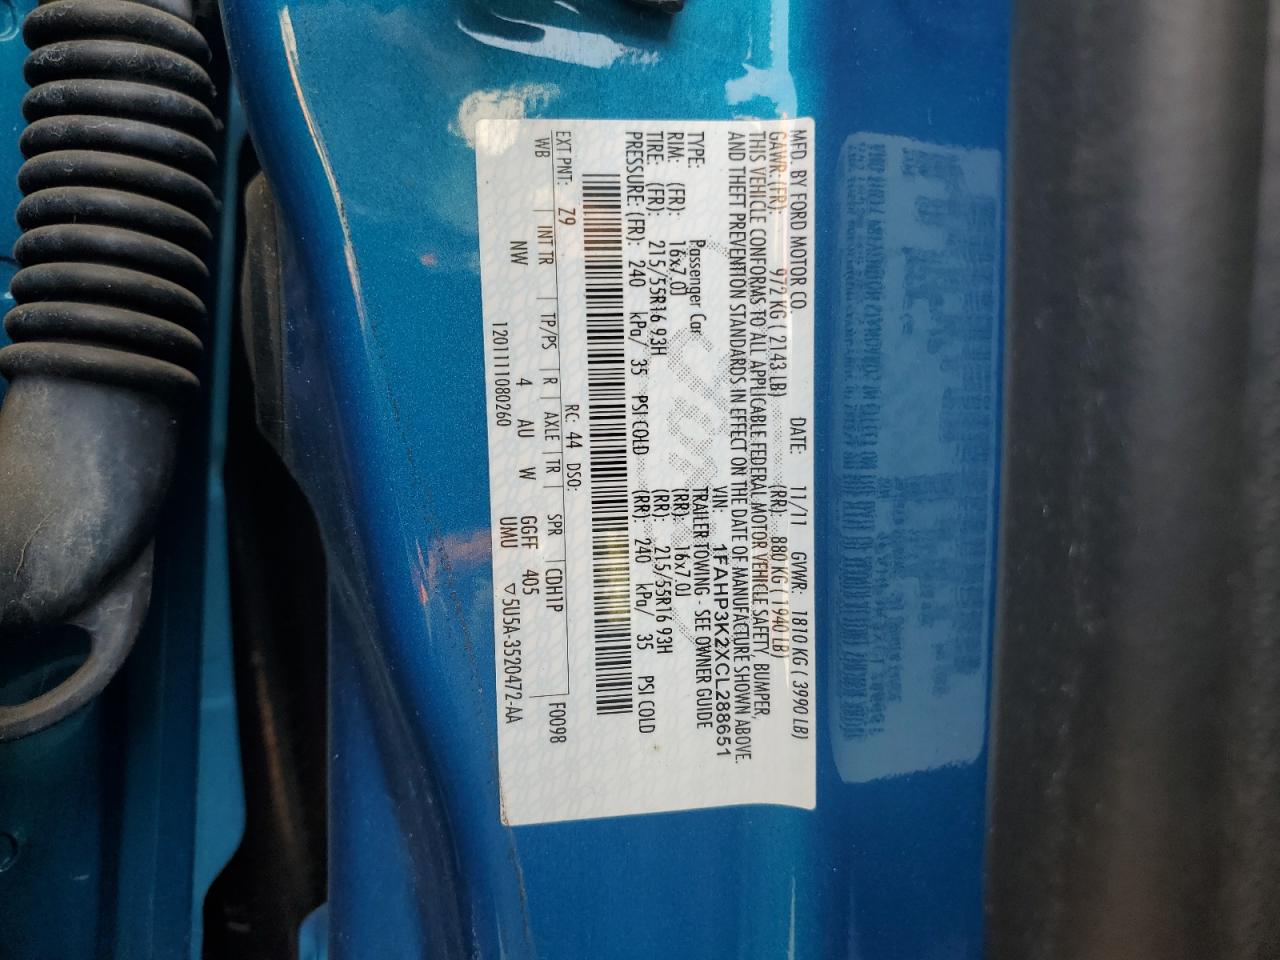 MFD. BY FORD MOTOR CO. DATE: 11/11 GVWR: 1810 KG ( 3990 LB)
GAWR: (FR): 972 KG ( 2143 LB) (RR): 880 KG ( 1940 LB)
THIS VEHICLE CONFORMS TO ALL APPLICABLE FEDERAL MOTOR VEHICLE SAFETY, BUMPER,
AND THEFT PREVENTION STANDARDS IN EFFECT ON THE DATE OF MANUFACTURE SHOWN ABOVE.
VIN: 1FAHP3K2XCL288651
TYPE: Passenger Car TRAILER TOWING - SEE OWNER GUIDE
RIM: (FR): 16x7.0J (RR): 16x7.0J
TIRE: (FR): 215/55R16 93H (RR): 215/55R16 93H
PRESSURE: (FR): 240 kPa/ 35 PSI COLD (RR): 240 kPa/ 35 PSI COLD
RC: 44 DSO:
EXT PNT: Z9 F0098
WB INT TR TP/PS R AXLE TR SPR CDH1P
NW 4 AU W GGFF 405
1201111080260 UMU ▽ 5U5A-3520472-AA